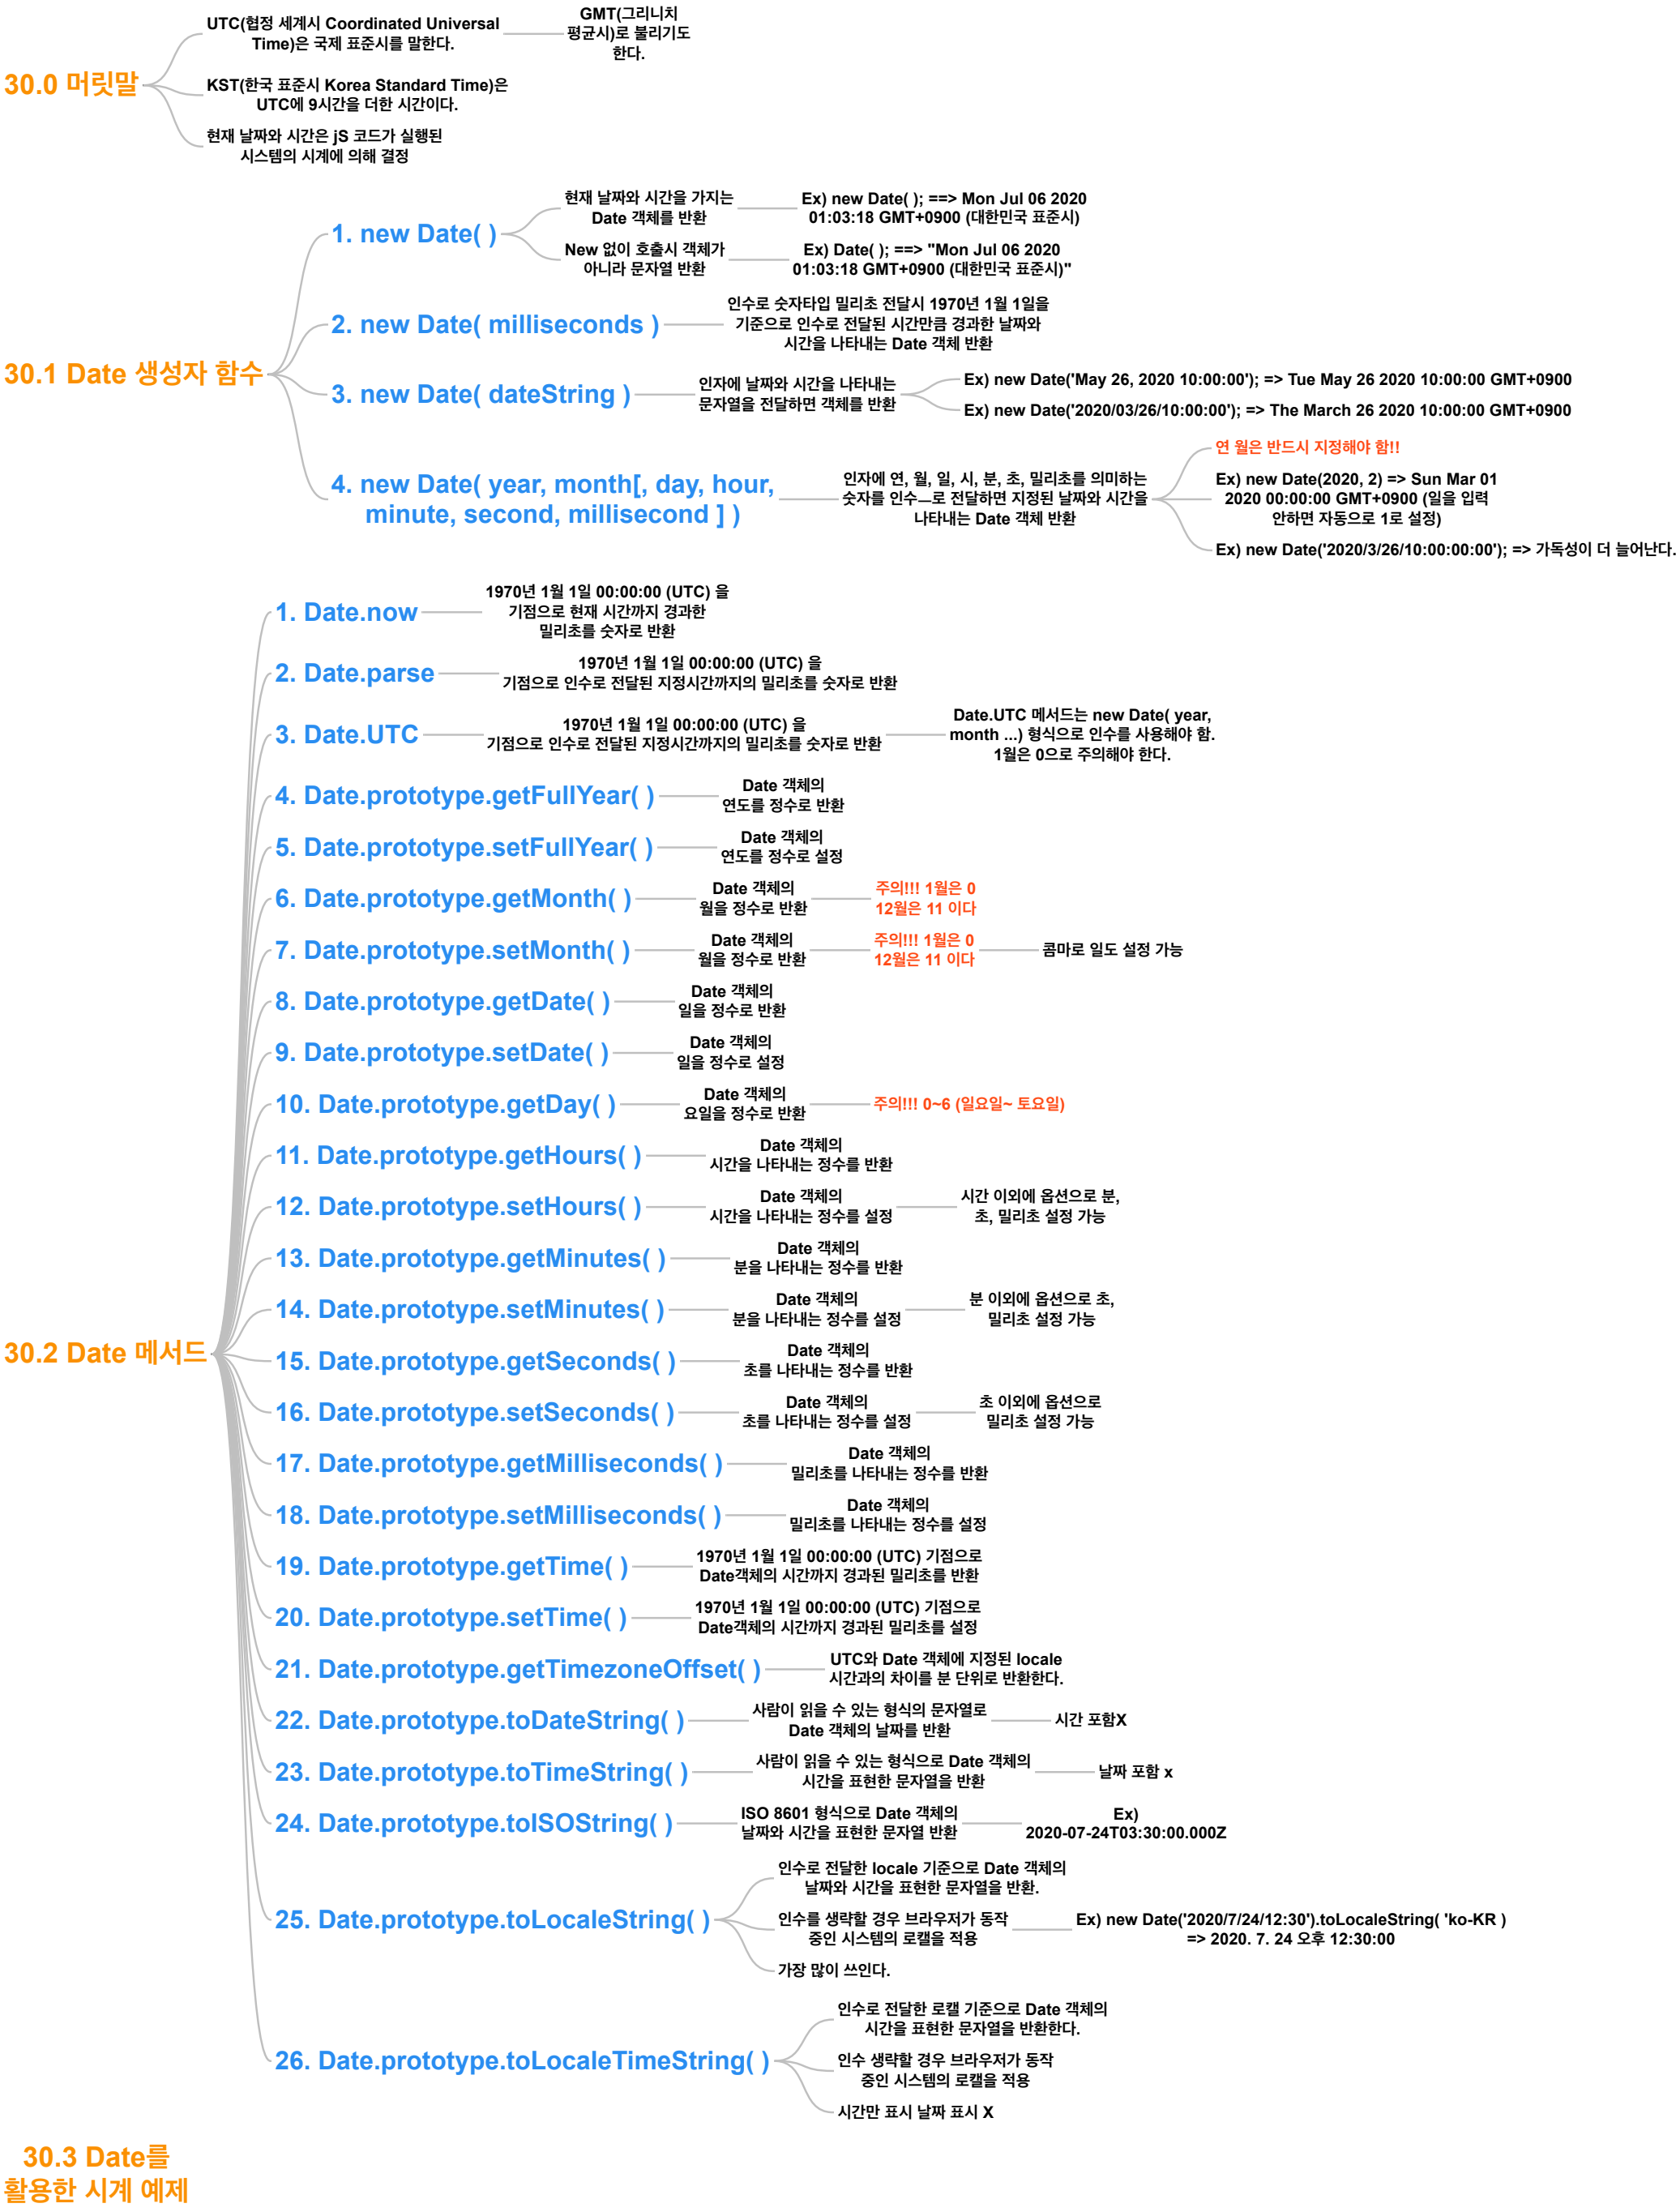 30.0 머릿말
UTC(협정 세계시 Coordinated Universal
Time)은 국제 표준시를 말한다.
GMT(그리니치
평균시)로 불리기도
한다.
KST(한국 표준시 Korea Standard Time)은
UTC에 9시간을 더한 시간이다.
현재 날짜와 시간은 jS 코드가 실행된
시스템의 시계에 의해 결정
30.1 Date 생성자 함수
1. new Date( )
현재 날짜와 시간을 가지는
Date 객체를 반환
Ex) new Date( ); ==> Mon Jul 06 2020
01:03:18 GMT+0900 (대한민국 표준시)
New 없이 호출시 객체가
아니라 문자열 반환
Ex) Date( ); ==> "Mon Jul 06 2020
01:03:18 GMT+0900 (대한민국 표준시)"
2. new Date( milliseconds )
인수로 숫자타입 밀리초 전달시 1970년 1월 1일을
기준으로 인수로 전달된 시간만큼 경과한 날짜와
시간을 나타내는 Date 객체 반환
3. new Date( dateString )
인자에 날짜와 시간을 나타내는
문자열을 전달하면 객체를 반환
Ex) new Date('May 26, 2020 10:00:00'); => Tue May 26 2020 10:00:00 GMT+0900
Ex) new Date('2020/03/26/10:00:00'); => The March 26 2020 10:00:00 GMT+0900
4. new Date( year, month[, day, hour,
minute, second, millisecond ] )
인자에 연, 월, 일, 시, 분, 초, 밀리초를 의미하는
숫자를 인수ㅡ로 전달하면 지정된 날짜와 시간을
나타내는 Date 객체 반환
연 월은 반드시 지정해야 함!!
Ex) new Date(2020, 2) => Sun Mar 01
2020 00:00:00 GMT+0900 (일을 입력
안하면 자동으로 1로 설정)
Ex) new Date('2020/3/26/10:00:00:00'); => 가독성이 더 늘어난다.
30.2 Date 메서드
1. Date.now
1970년 1월 1일 00:00:00 (UTC) 을
기점으로 현재 시간까지 경과한
밀리초를 숫자로 반환
2. Date.parse
1970년 1월 1일 00:00:00 (UTC) 을
기점으로 인수로 전달된 지정시간까지의 밀리초를 숫자로 반환
3. Date.UTC
1970년 1월 1일 00:00:00 (UTC) 을
기점으로 인수로 전달된 지정시간까지의 밀리초를 숫자로 반환
Date.UTC 메서드는 new Date( year,
month ...) 형식으로 인수를 사용해야 함.
1월은 0으로 주의해야 한다.
4. Date.prototype.getFullYear( )
Date 객체의
연도를 정수로 반환
5. Date.prototype.setFullYear( )
Date 객체의
연도를 정수로 설정
6. Date.prototype.getMonth( )
Date 객체의
월을 정수로 반환
주의!!! 1월은 0
12월은 11 이다
7. Date.prototype.setMonth( )
Date 객체의
월을 정수로 반환
주의!!! 1월은 0
12월은 11 이다
콤마로 일도 설정 가능
8. Date.prototype.getDate( )
Date 객체의
일을 정수로 반환
9. Date.prototype.setDate( )
Date 객체의
일을 정수로 설정
10. Date.prototype.getDay( )
Date 객체의
요일을 정수로 반환
주의!!! 0~6 (일요일~ 토요일)
11. Date.prototype.getHours( )
Date 객체의
시간을 나타내는 정수를 반환
12. Date.prototype.setHours( )
Date 객체의
시간을 나타내는 정수를 설정
시간 이외에 옵션으로 분,
초, 밀리초 설정 가능
13. Date.prototype.getMinutes( )
Date 객체의
분을 나타내는 정수를 반환
14. Date.prototype.setMinutes( )
Date 객체의
분을 나타내는 정수를 설정
분 이외에 옵션으로 초,
밀리초 설정 가능
15. Date.prototype.getSeconds( )
Date 객체의
초를 나타내는 정수를 반환
16. Date.prototype.setSeconds( )
Date 객체의
초를 나타내는 정수를 설정
초 이외에 옵션으로
밀리초 설정 가능
17. Date.prototype.getMilliseconds( )
Date 객체의
밀리초를 나타내는 정수를 반환
18. Date.prototype.setMilliseconds( )
Date 객체의
밀리초를 나타내는 정수를 설정
19. Date.prototype.getTime( )
1970년 1월 1일 00:00:00 (UTC) 기점으로
Date객체의 시간까지 경과된 밀리초를 반환
20. Date.prototype.setTime( )
1970년 1월 1일 00:00:00 (UTC) 기점으로
Date객체의 시간까지 경과된 밀리초를 설정
21. Date.prototype.getTimezoneOffset( )
UTC와 Date 객체에 지정된 locale
시간과의 차이를 분 단위로 반환한다.
22. Date.prototype.toDateString( )
사람이 읽을 수 있는 형식의 문자열로
Date 객체의 날짜를 반환
시간 포함X
23. Date.prototype.toTimeString( )
사람이 읽을 수 있는 형식으로 Date 객체의
시간을 표현한 문자열을 반환
날짜 포함 x
24. Date.prototype.toISOString( )
ISO 8601 형식으로 Date 객체의
날짜와 시간을 표현한 문자열 반환
Ex)
2020-07-24T03:30:00.000Z
25. Date.prototype.toLocaleString( )
인수로 전달한 locale 기준으로 Date 객체의
날짜와 시간을 표현한 문자열을 반환.
인수를 생략할 경우 브라우저가 동작
중인 시스템의 로캘을 적용
Ex) new Date('2020/7/24/12:30').toLocaleString( 'ko-KR )
=> 2020. 7. 24 오후 12:30:00
가장 많이 쓰인다.
26. Date.prototype.toLocaleTimeString( )
인수로 전달한 로캘 기준으로 Date 객체의
시간을 표현한 문자열을 반환한다.
인수 생략할 경우 브라우저가 동작
중인 시스템의 로캘을 적용
시간만 표시 날짜 표시 X
30.3 Date를
활용한 시계 예제